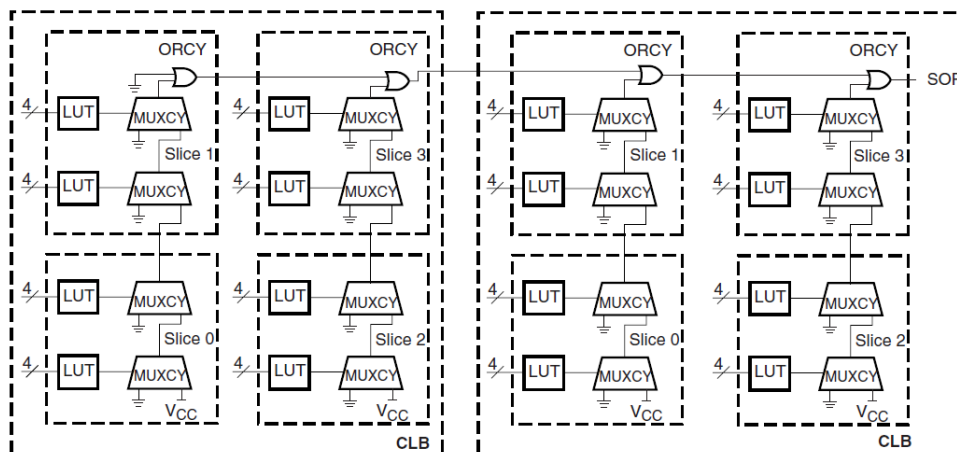 ORCY ORCY ORCY ORCY
SOP
4 LUT MUXCY 4 LUT MUXCY 4 LUT MUXCY 4 LUT MUXCY
Slice 1 Slice 3 Slice 1 Slice 3
4 LUT MUXCY 4 LUT MUXCY 4 LUT MUXCY 4 LUT MUXCY
4 LUT MUXCY 4 LUT MUXCY 4 LUT MUXCY 4 LUT MUXCY
Slice 0 Slice 2 Slice 0 Slice 2
4 LUT MUXCY 4 LUT MUXCY 4 LUT MUXCY 4 LUT MUXCY
VCC VCC VCC VCC
CLB CLB